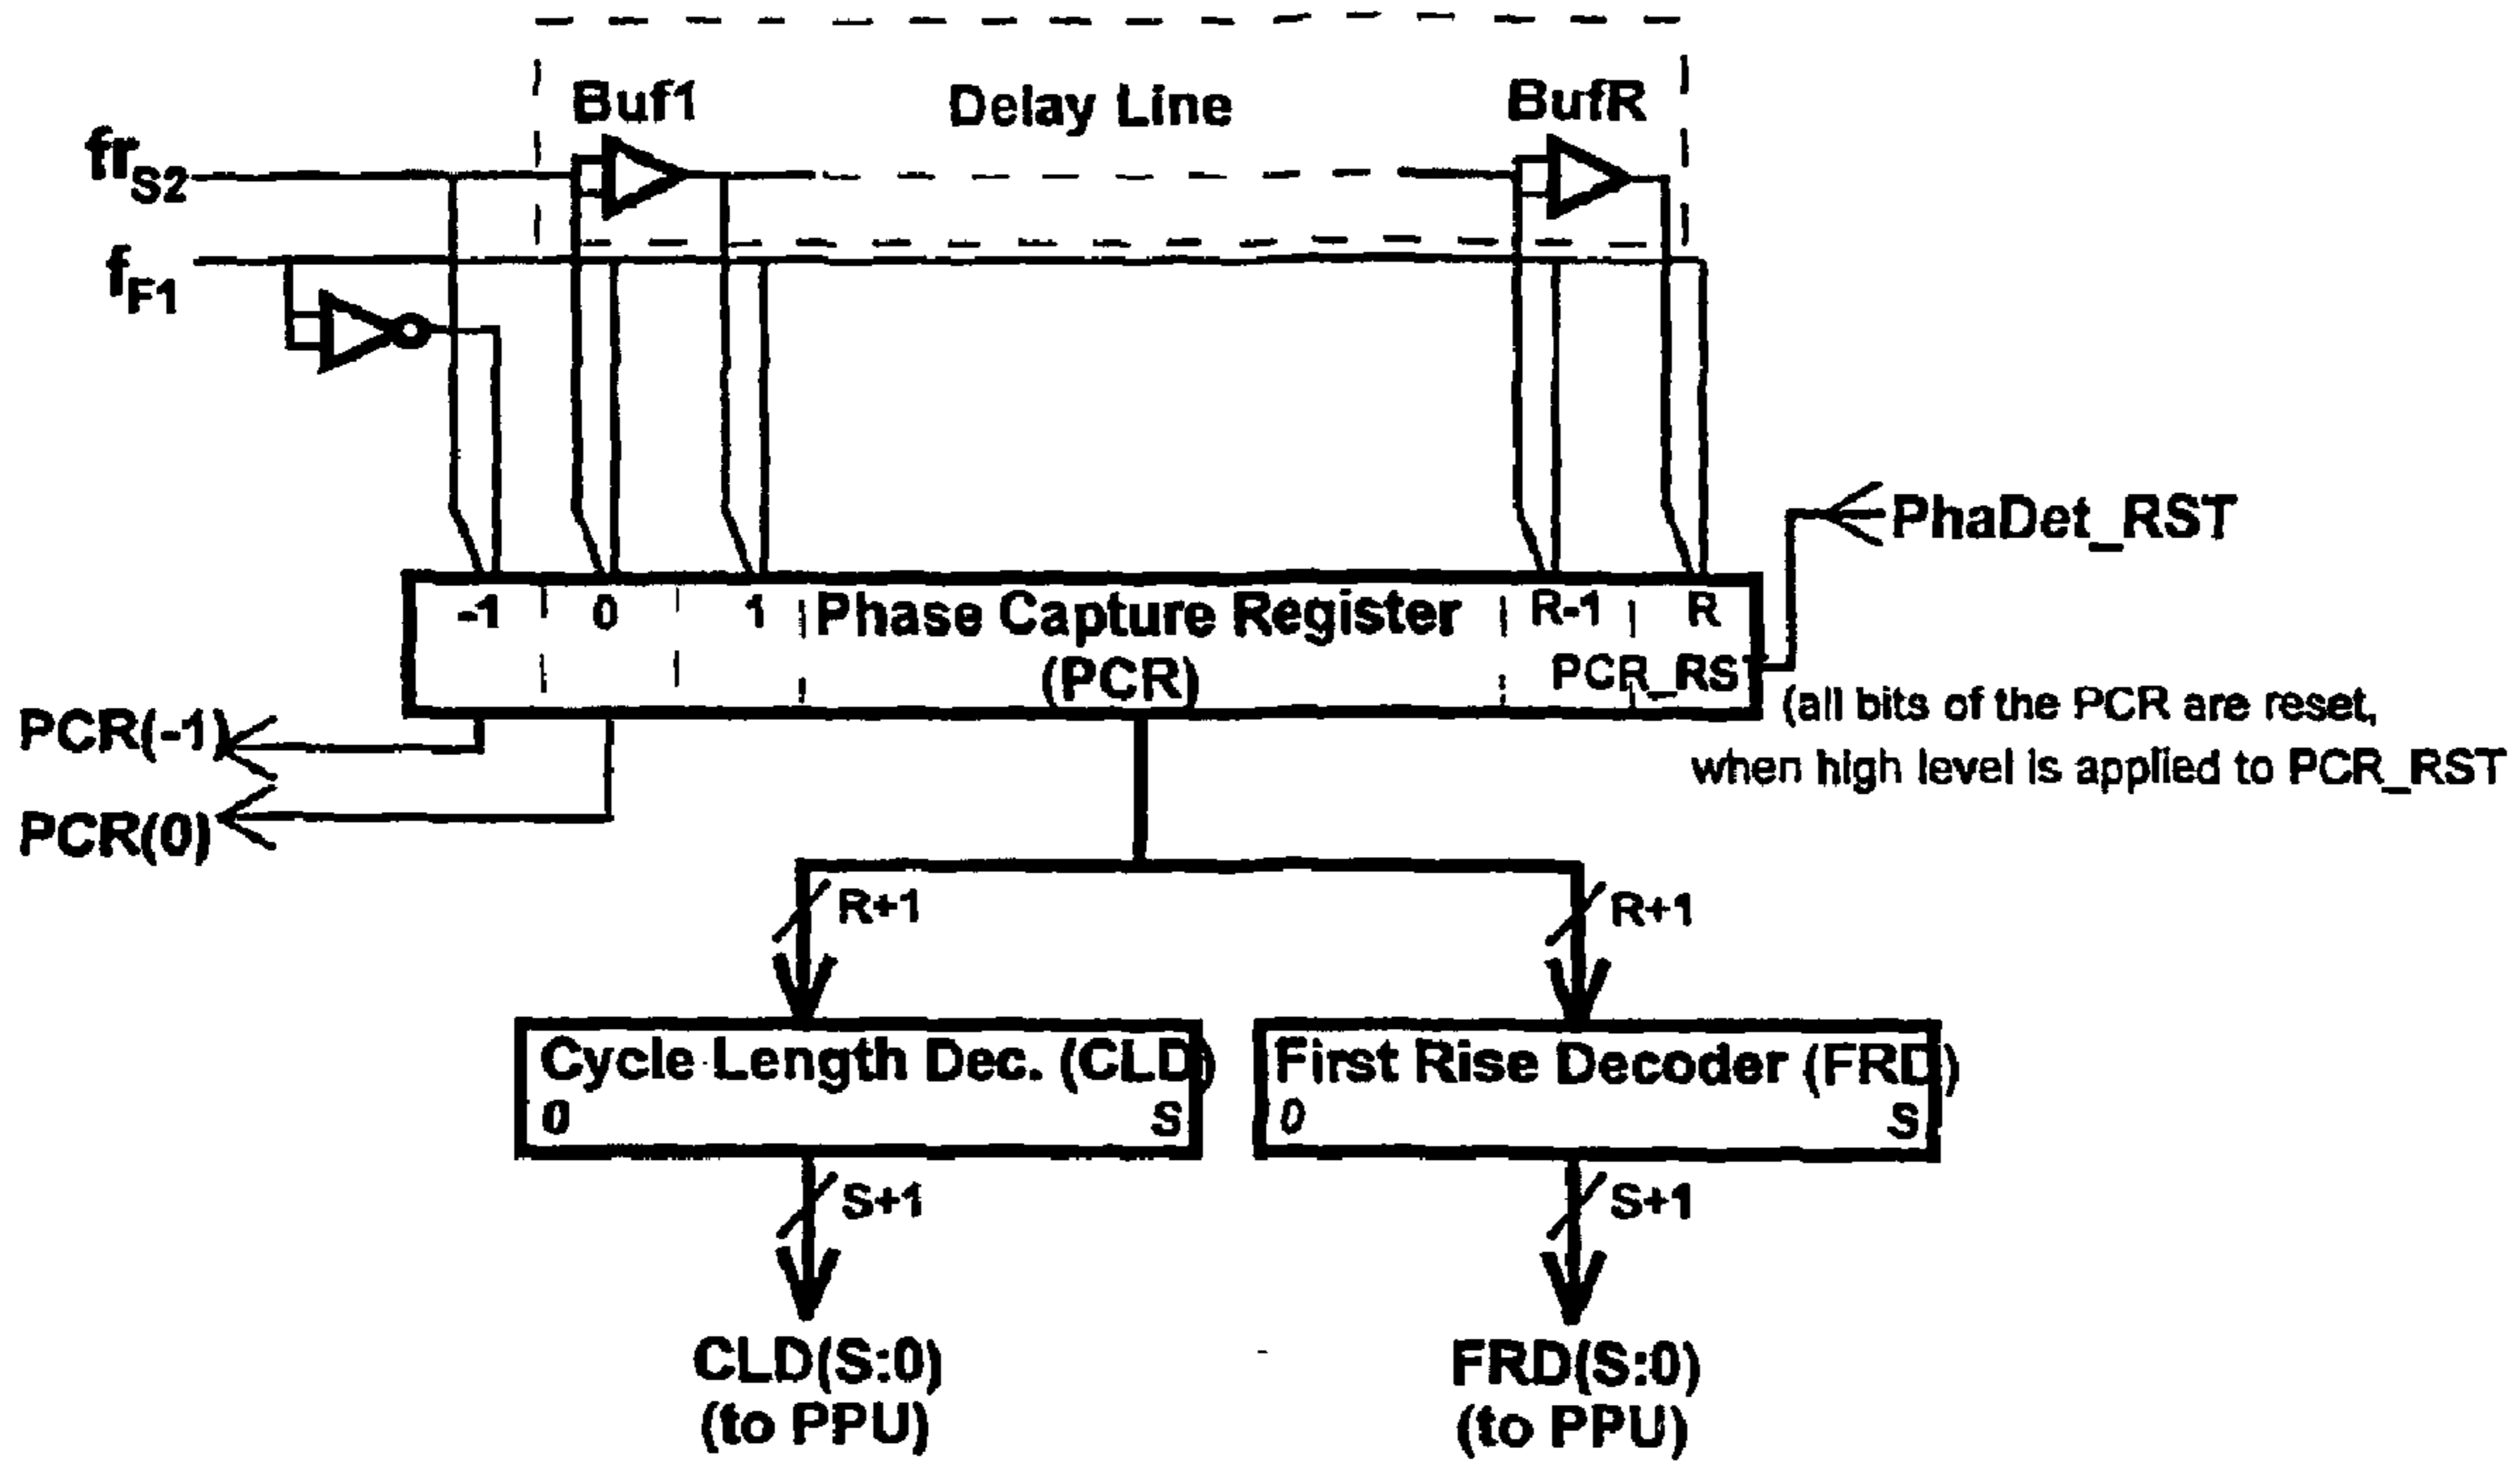 Buf1
Delay Line
BufR
frS2
fF1
PhaDet_RST
-1
0
1
Phase Capture Register
R-1
R
(PCR)
PCR_RST
(all bits of the PCR are reset,
when high level is applied to PCR_RST
PCR(-1)
PCR(0)
R+1
R+1
Cycle Length Dec. (CLD)
0
S
First Rise Decoder (FRD)
0
S
S+1
S+1
CLD(S:0)
(to PPU)
FRD(S:0)
(to PPU)